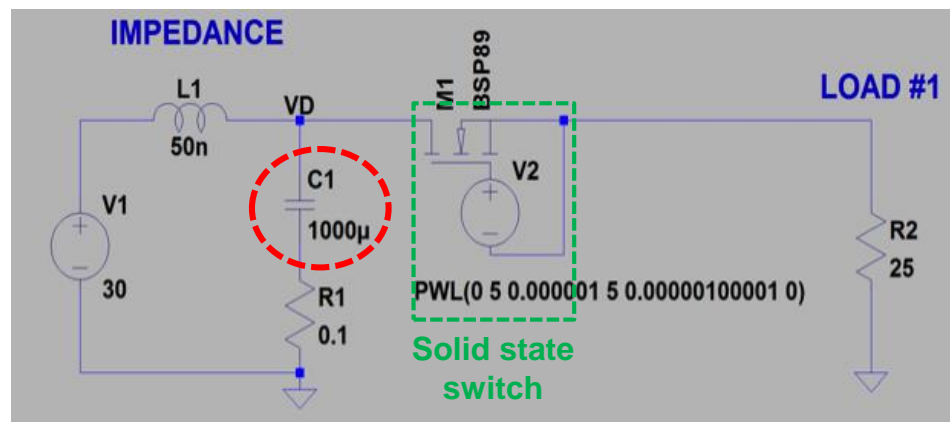 IMPEDANCE
L1
50n
VD
M1
BSP89
LOAD #1
V1
30
C1
1000µ
R1
0.1
V2
PWL(0 5 0.000001 5 0.00000100001 0)
R2
25
Solid state
switch